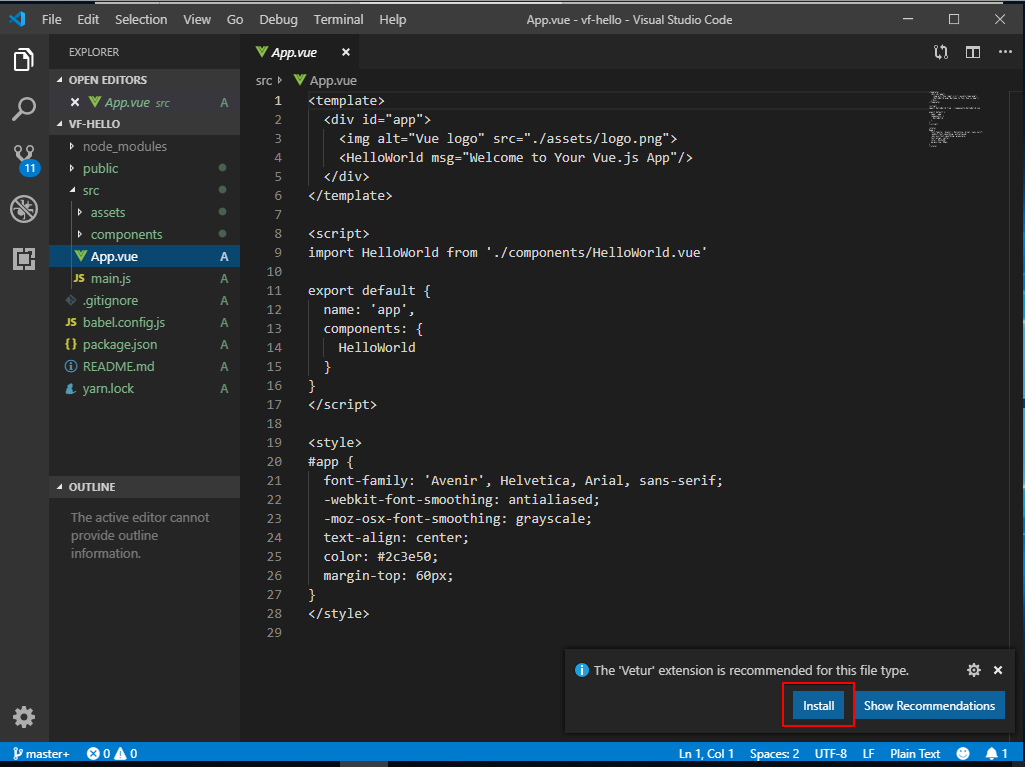 File Edit Selection View Go Debug Terminal Help App.vue - vf-hello - Visual Studio Code
EXPLORER
OPEN EDITORS
App.vue src A
VF-HELLO
node_modules
public
src
assets
components
App.vue A
JS main.js A
.gitignore A
JS babel.config.js A
{} package.json A
README.md A
yarn.lock A
OUTLINE
The active editor cannot
provide outline
information.
11
App.vue
src App.vue
1 <template>
2 <div id="app">
3 <img alt="Vue logo" src="./assets/logo.png">
4 <HelloWorld msg="Welcome to Your Vue.js App"/>
5 </div>
6 </template>
7
8 <script>
9 import HelloWorld from './components/HelloWorld.vue'
10
11 export default {
12 name: 'app',
13 components: {
14 HelloWorld
15 }
16 }
17 </script>
18
19 <style>
20 #app {
21 font-family: 'Avenir', Helvetica, Arial, sans-serif;
22 -webkit-font-smoothing: antialiased;
23 -moz-osx-font-smoothing: grayscale;
24 text-align: center;
25 color: #2c3e50;
26 margin-top: 60px;
27 }
28 </style>
29
The 'Vetur' extension is recommended for this file type.
Install Show Recommendations
master+ 0 0 Ln 1, Col 1 Spaces: 2 UTF-8 LF Plain Text 1